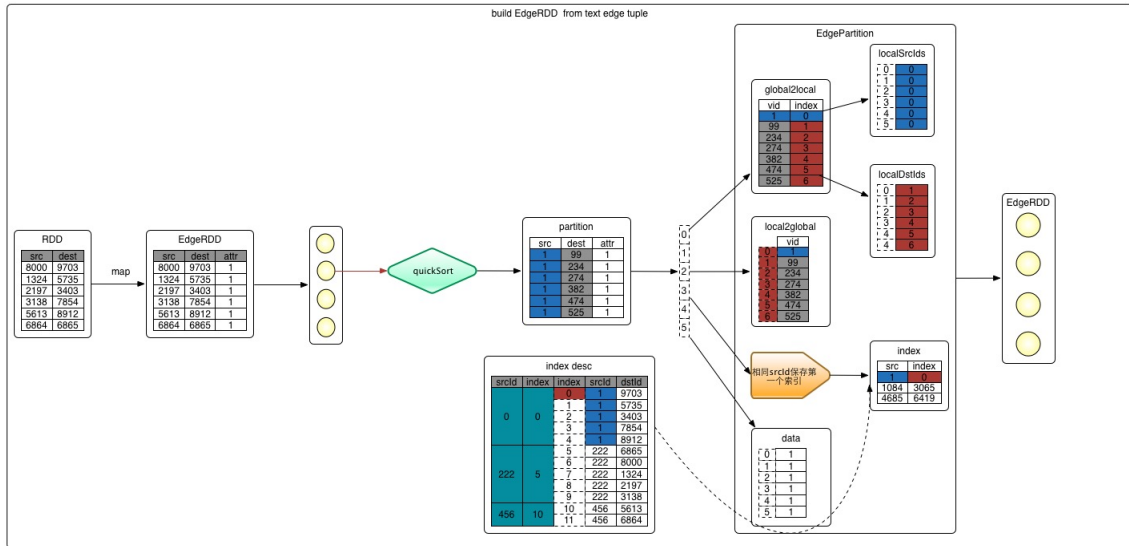 build EdgeRDD from text edge tuple
EdgePartition
localSrcIds
0 0
1 0
2 0
3 0
4 0
5 0
global2local
vid index
1 0
99 1
234 2
274 3
382 4
474 5
525 6
localDstIds
0 1
1 2
2 3
3 4
4 5
4 6
EdgeRDD
RDD
src dest
8000 9703
1324 5735
2197 3403
3138 7854
5613 8912
6864 6865
map
EdgeRDD
src dest attr
8000 9703 1
1324 5735 1
2197 3403 1
3138 7854 1
5613 8912 1
6864 6865 1
quickSort
partition
src dest attr
1 99 1
1 234 1
1 274 1
1 382 1
1 474 1
1 525 1
0
1
2
3
4
5
local2global
vid
0 1
1 99
2 234
3 274
4 382
5 474
6 525
相同srcId保存第
一个索引
index
src index
1 0
1084 3065
4685 6419
index desc
srcId index index srcId dstId
0 0 0 1 9703
1 1 5735
2 1 3403
3 1 7854
4 1 8912
222 5 5 222 6865
6 222 8000
7 222 1324
8 222 2197
9 222 3138
456 10 10 456 5613
11 456 6864
data
0 1
1 1
2 1
3 1
4 1
5 1